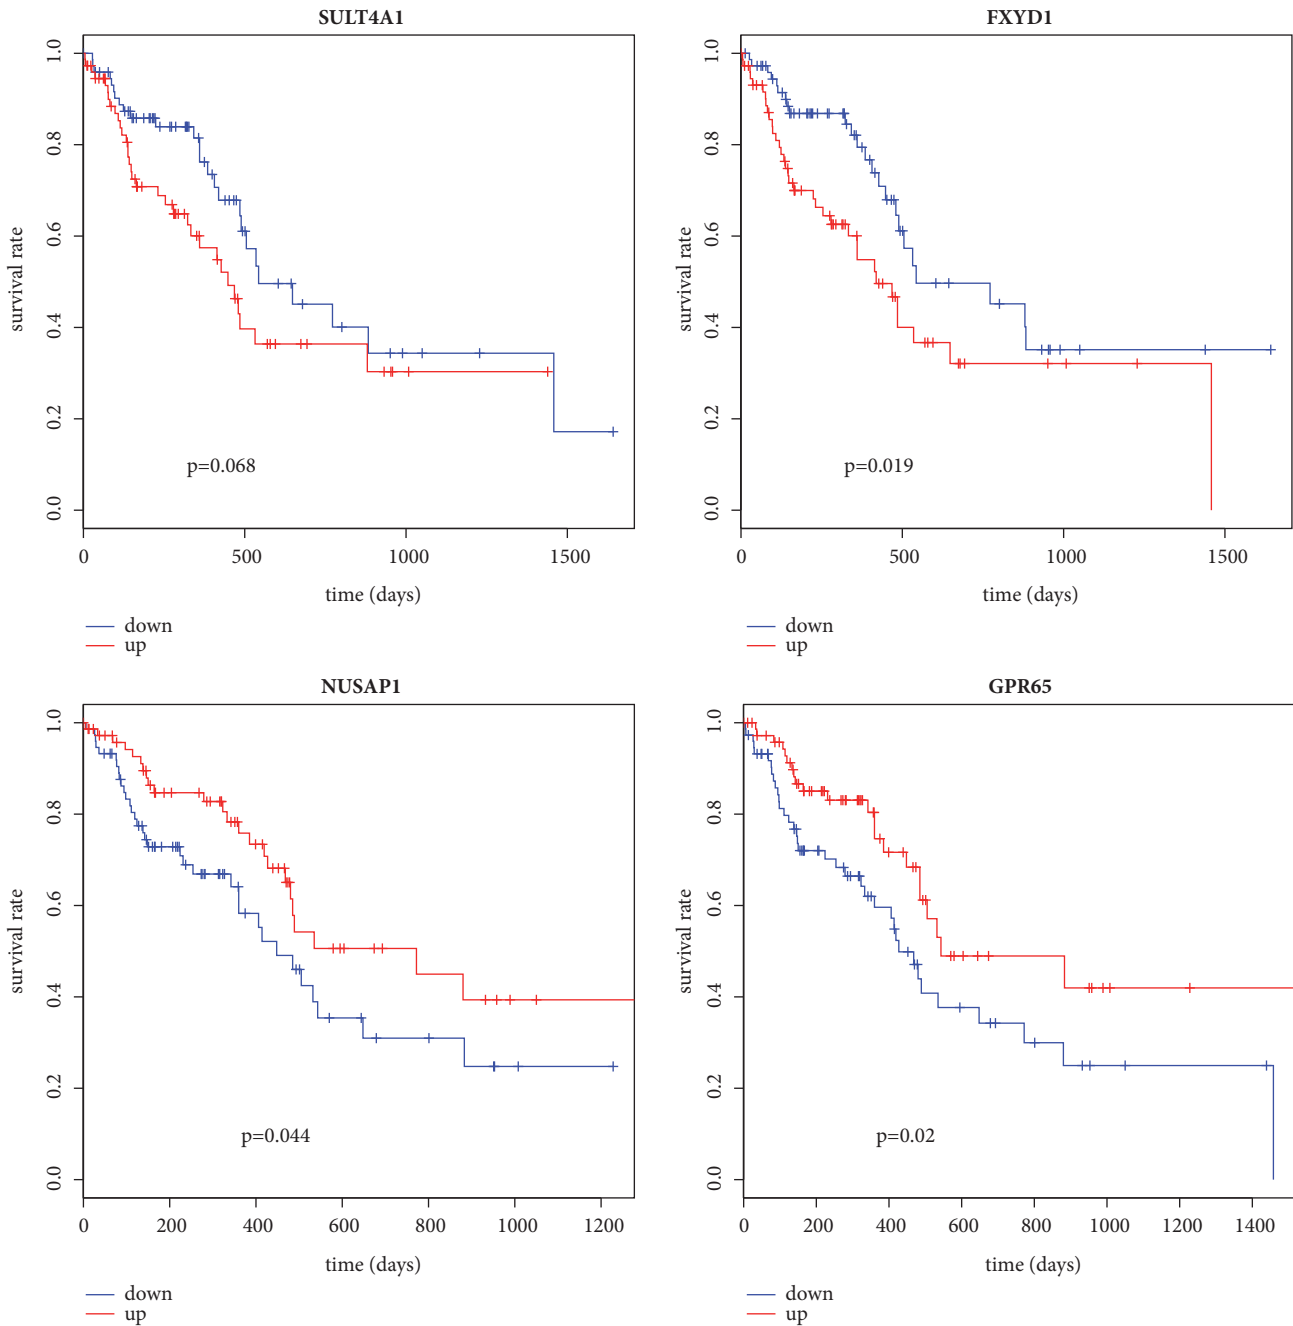 SULT4A1
survival rate
1.0
0.8
0.6
0.4
0.2
0.0
p=0.068
0 500 1000 1500
time (days)
down
up
FXYD1
survival rate
1.0
0.8
0.6
0.4
0.2
0.0
p=0.019
0 500 1000 1500
time (days)
down
up
NUSAP1
survival rate
1.0
0.8
0.6
0.4
0.2
0.0
p=0.044
0 200 400 600 800 1000 1200
time (days)
down
up
GPR65
survival rate
1.0
0.8
0.6
0.4
0.2
0.0
p=0.02
0 200 400 600 800 1000 1200 1400
time (days)
down
up